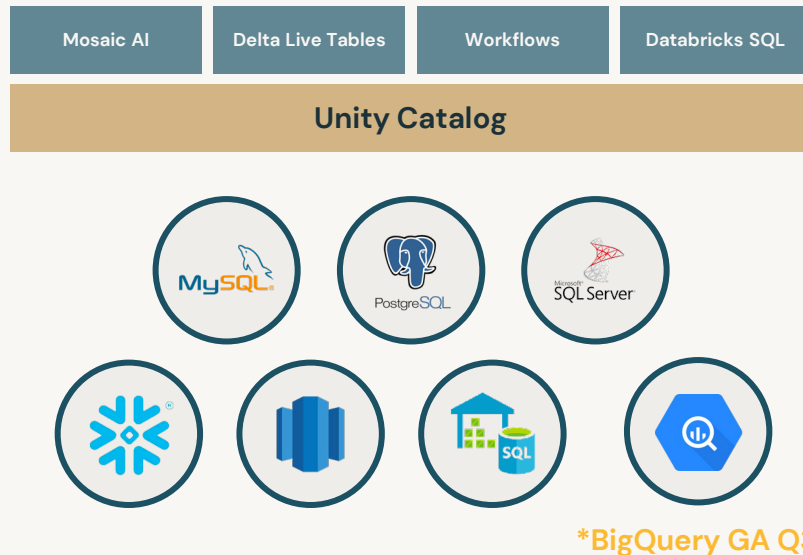 Mosaic AI
Delta Live Tables
Workflows
Databricks SQL
Unity Catalog
MySQL®
PostgreSQL
Microsoft®
SQL Server
®
SQL
*BigQuery GA